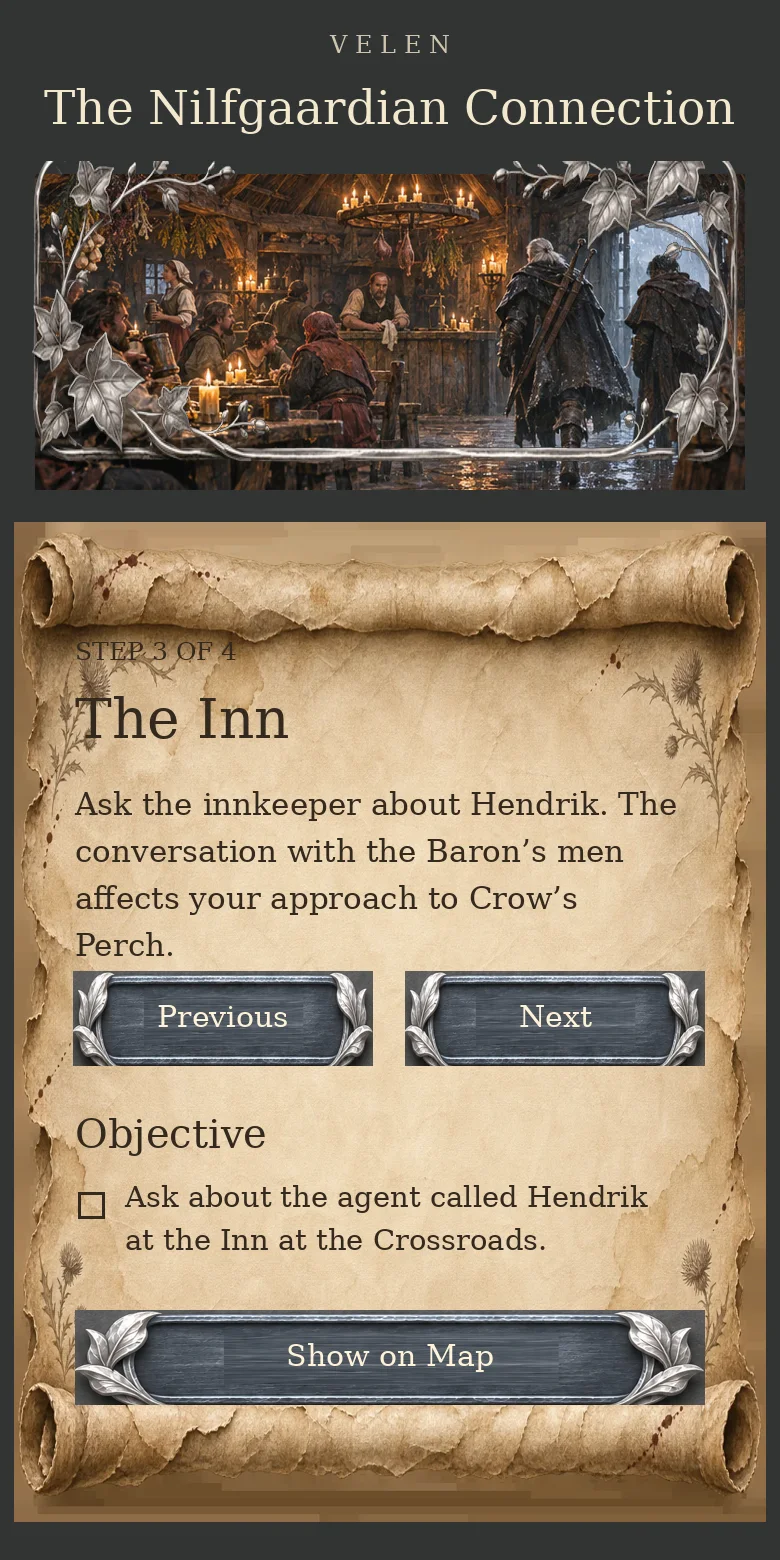 VELEN
The Nilfgaardian Connection
STEP 3 OF 4
The Inn
Ask the innkeeper about Hendrik. The
conversation with the Baron’s men
affects your approach to Crow’s
Perch.
Previous
Next
Objective
Ask about the agent called Hendrik
at the Inn at the Crossroads.
Show on Map